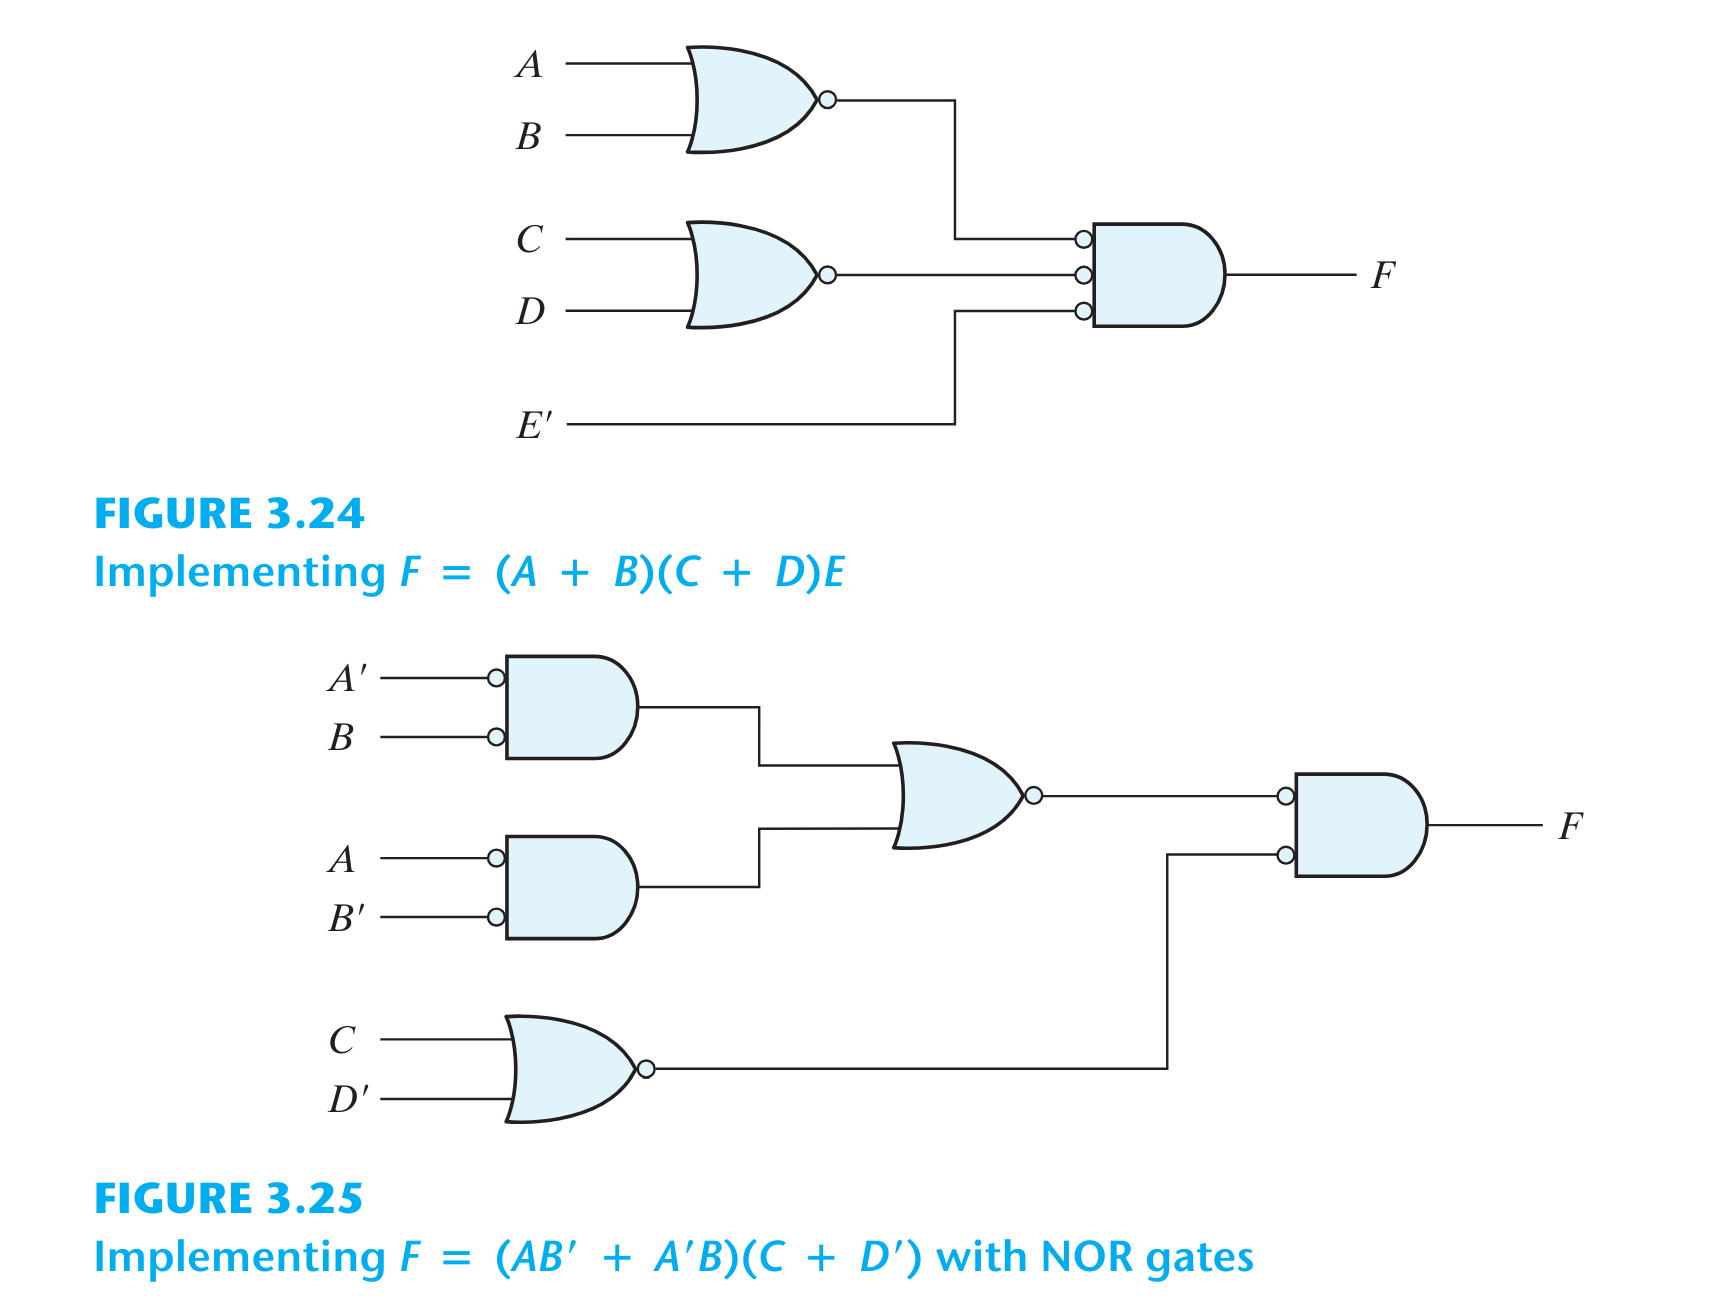 A
B
C
D
E′
F
FIGURE 3.24
Implementing F = (A + B)(C + D)E
A′
B
A
B′
C
D′
F
FIGURE 3.25
Implementing F = (AB′ + A′B)(C + D′) with NOR gates